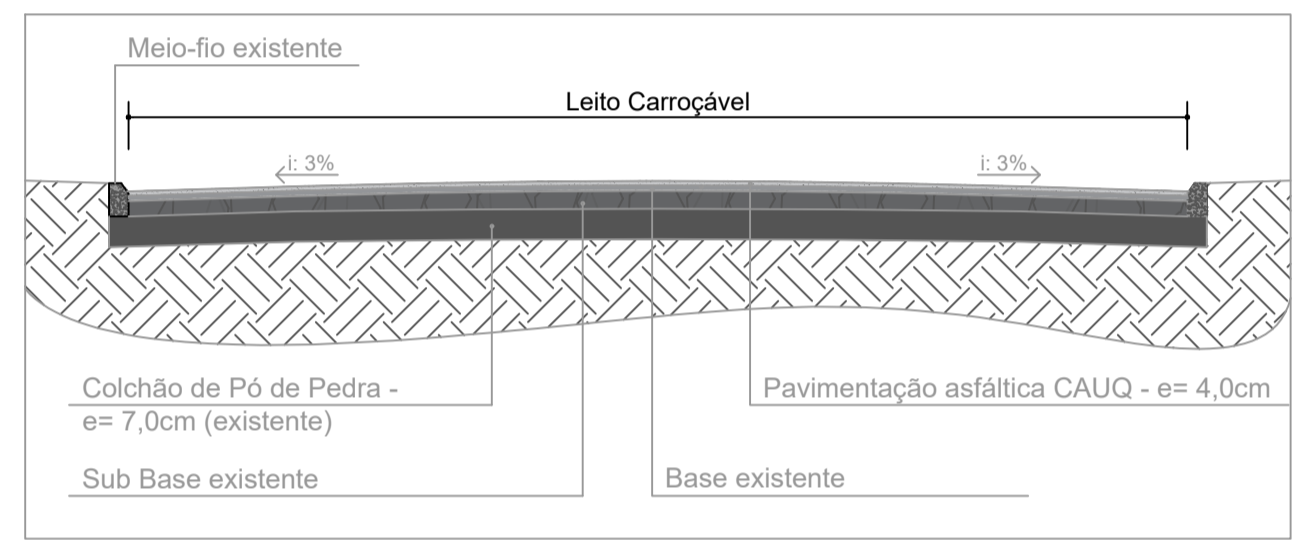 Meio-fio existente
Leito Carroçável
i: 3%
i: 3%
Colchão de Pó de Pedra -
e= 7,0cm (existente)
Pavimentação asfáltica CAUQ - e= 4,0cm
Sub Base existente
Base existente